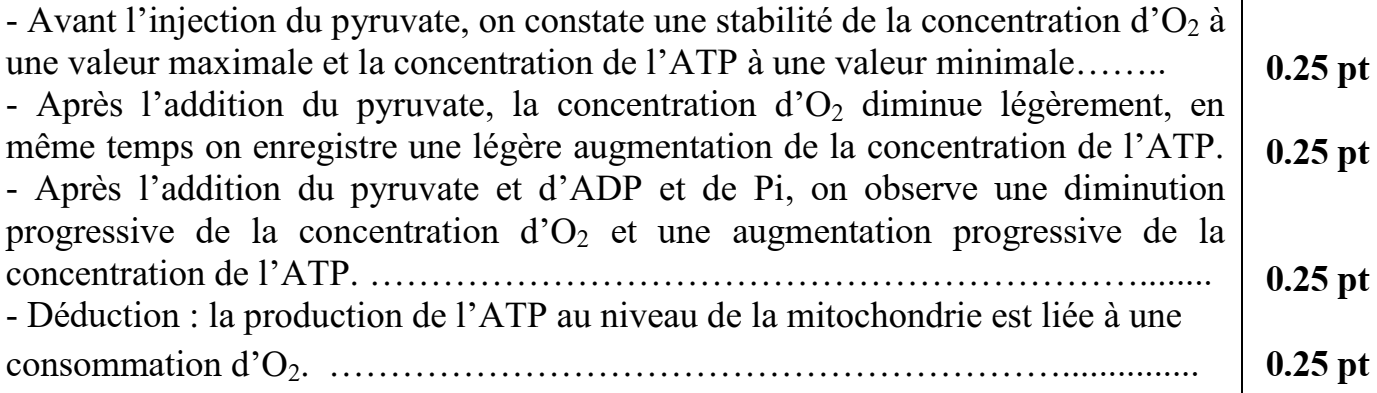 - Avant l’injection du pyruvate, on constate une stabilité de la concentration d’O₂ à
une valeur maximale et la concentration de l’ATP à une valeur minimale…….. 0.25 pt
- Après l’addition du pyruvate, la concentration d’O₂ diminue légèrement, en
même temps on enregistre une légère augmentation de la concentration de l’ATP. 0.25 pt
- Après l’addition du pyruvate et d’ADP et de Pi, on observe une diminution
progressive de la concentration d’O₂ et une augmentation progressive de la
concentration de l’ATP. ……………………………………………………………………........ 0.25 pt
- Déduction : la production de l’ATP au niveau de la mitochondrie est liée à une
consommation d’O₂. ………………………………………………………………............... 0.25 pt